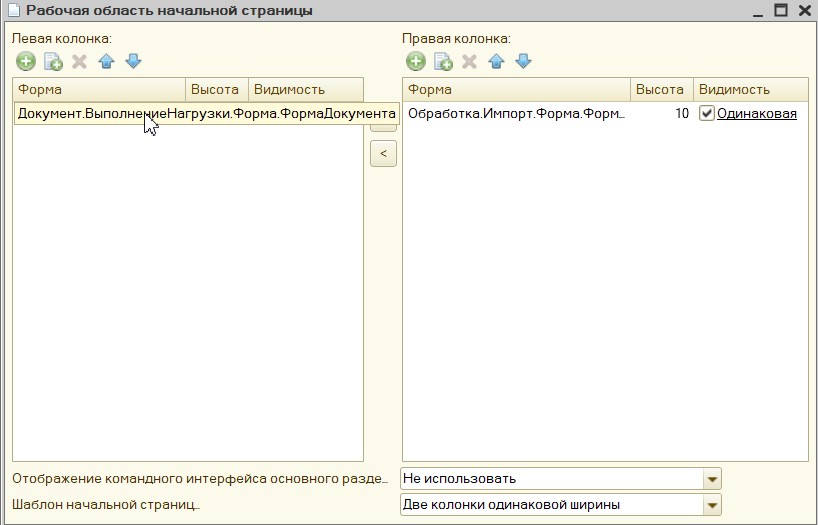 Рабочая область начальной страницы
Левая колонка:
Правая колонка:
Форма Высота Видимость
Форма Высота Видимость
Документ.ВыполнениеНагрузки.Форма.ФормаДокумента
Обработка.Импорт.Форма.Форм... 10 Одинаковая
<
Отображение командного интерфейса основного разде... Не использовать
Шаблон начальной страниц... Две колонки одинаковой ширины